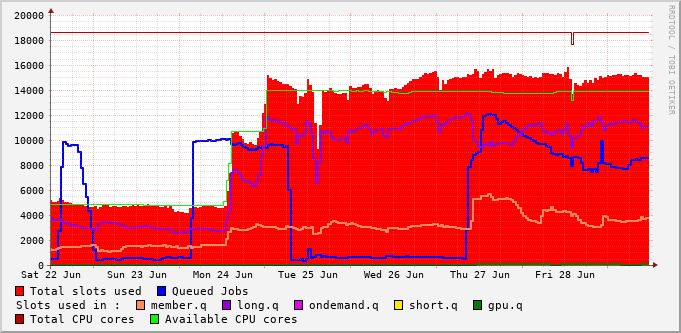 20000
18000
16000
14000
12000
10000
8000
6000
4000
2000
0
Sat 22 Jun Sun 23 Jun Mon 24 Jun Tue 25 Jun Wed 26 Jun Thu 27 Jun Fri 28 Jun
Total slots used Queued Jobs
Slots used in : member.q long.q ondemand.q short.q gpu.q
Total CPU cores Available CPU cores
RRDTOOL / TOBI OETIKER